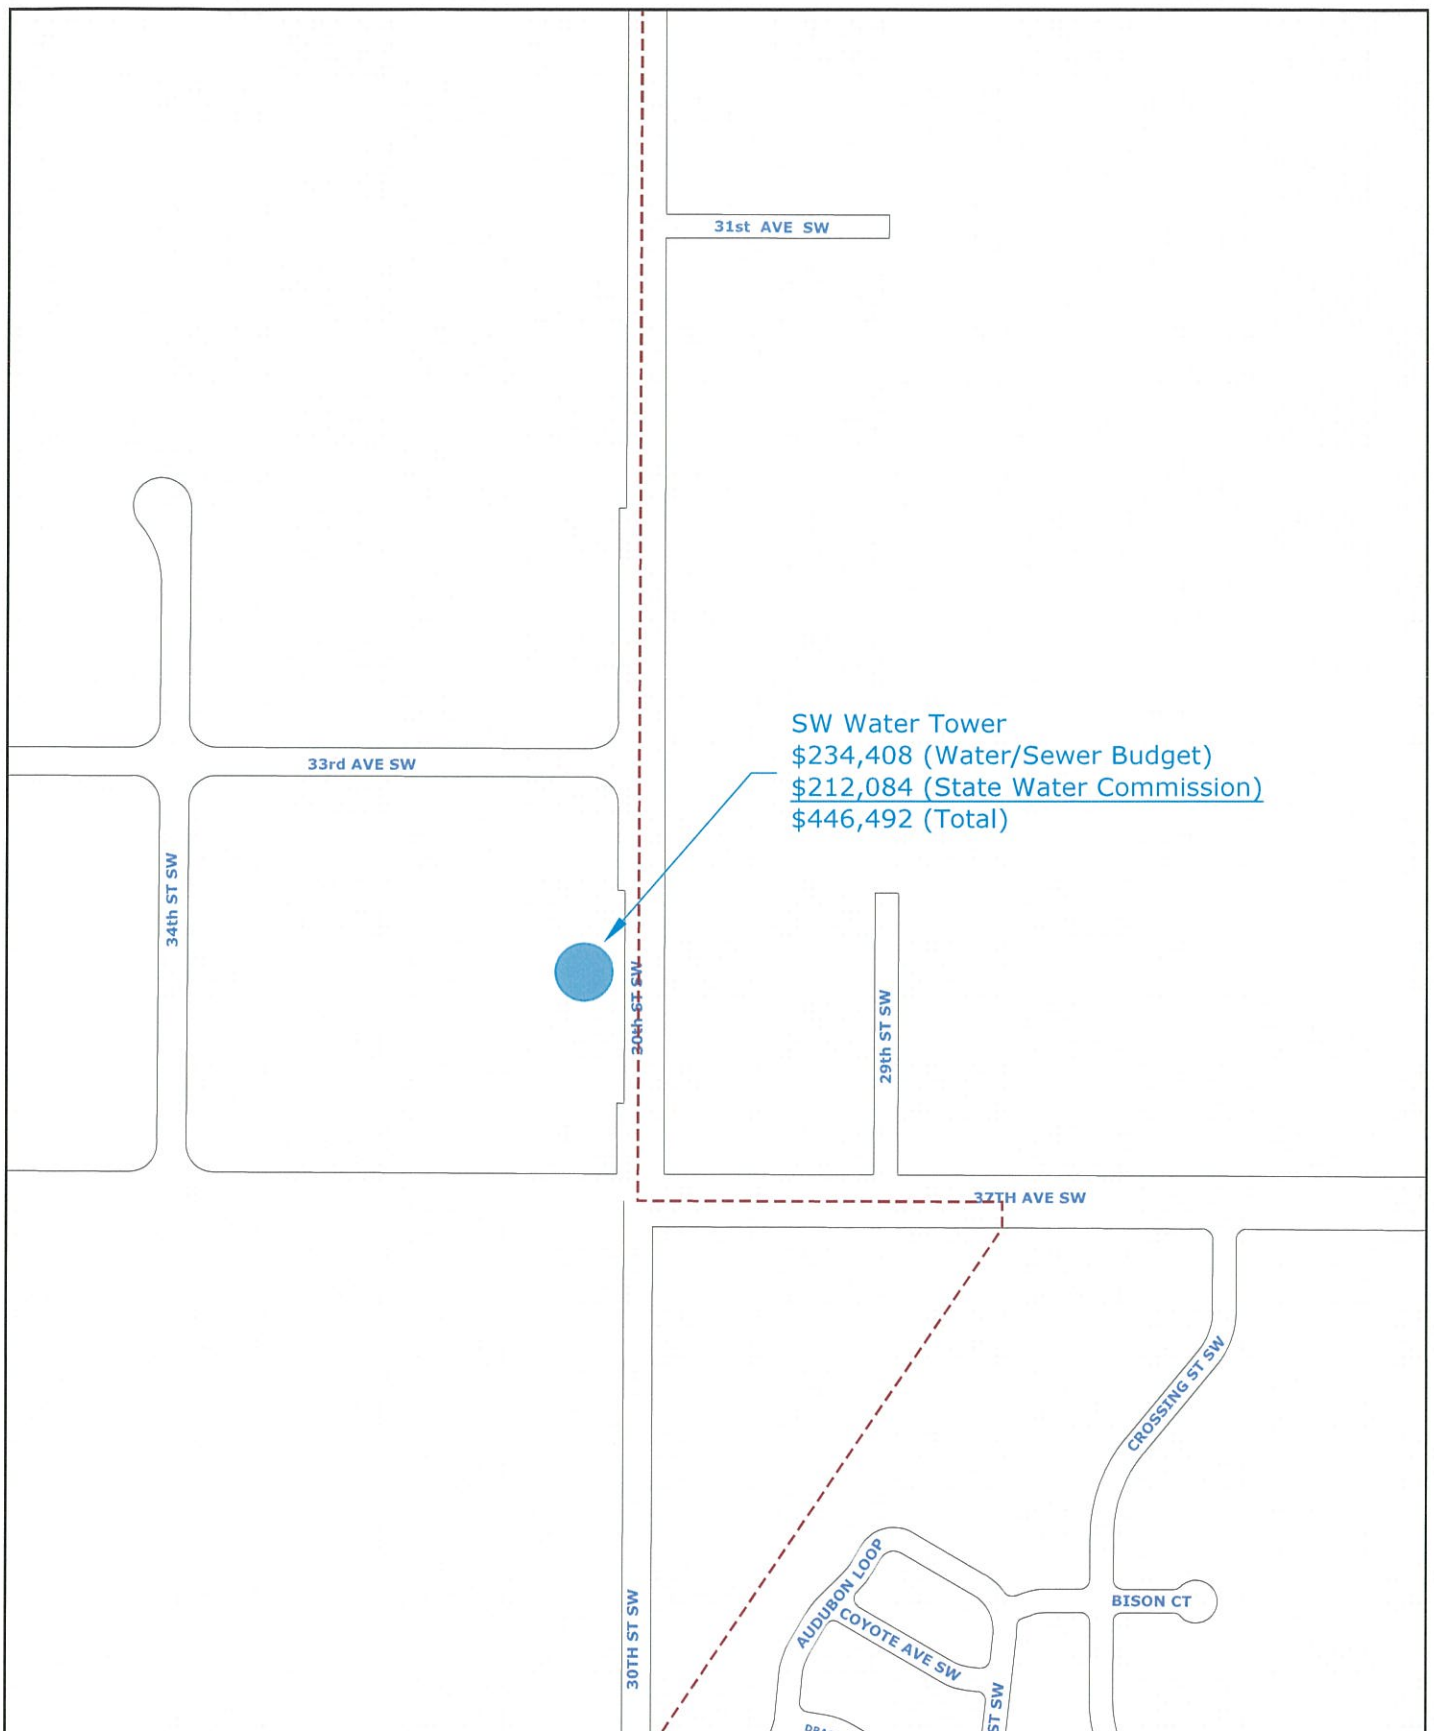 31st AVE SW
SW Water Tower
$234,408 (Water/Sewer Budget)
$212,084 (State Water Commission)
$446,492 (Total)
33rd AVE SW
34th ST SW
30th ST SW
29th ST SW
37TH AVE SW
CROSSING ST SW
AUDUBON LOOP
COYOTE AVE SW
BISON CT
30TH ST SW
ST SW